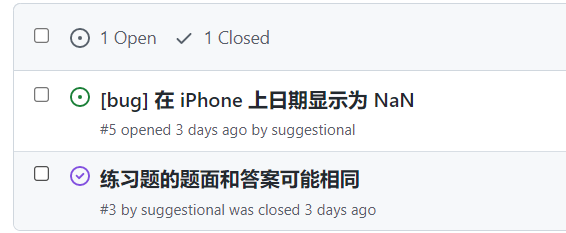 1 Open 1 Closed
[bug] 在 iPhone 上日期显示为 NaN
#5 opened 3 days ago by suggestional
练习题的题面和答案可能相同
#3 by suggestional was closed 3 days ago